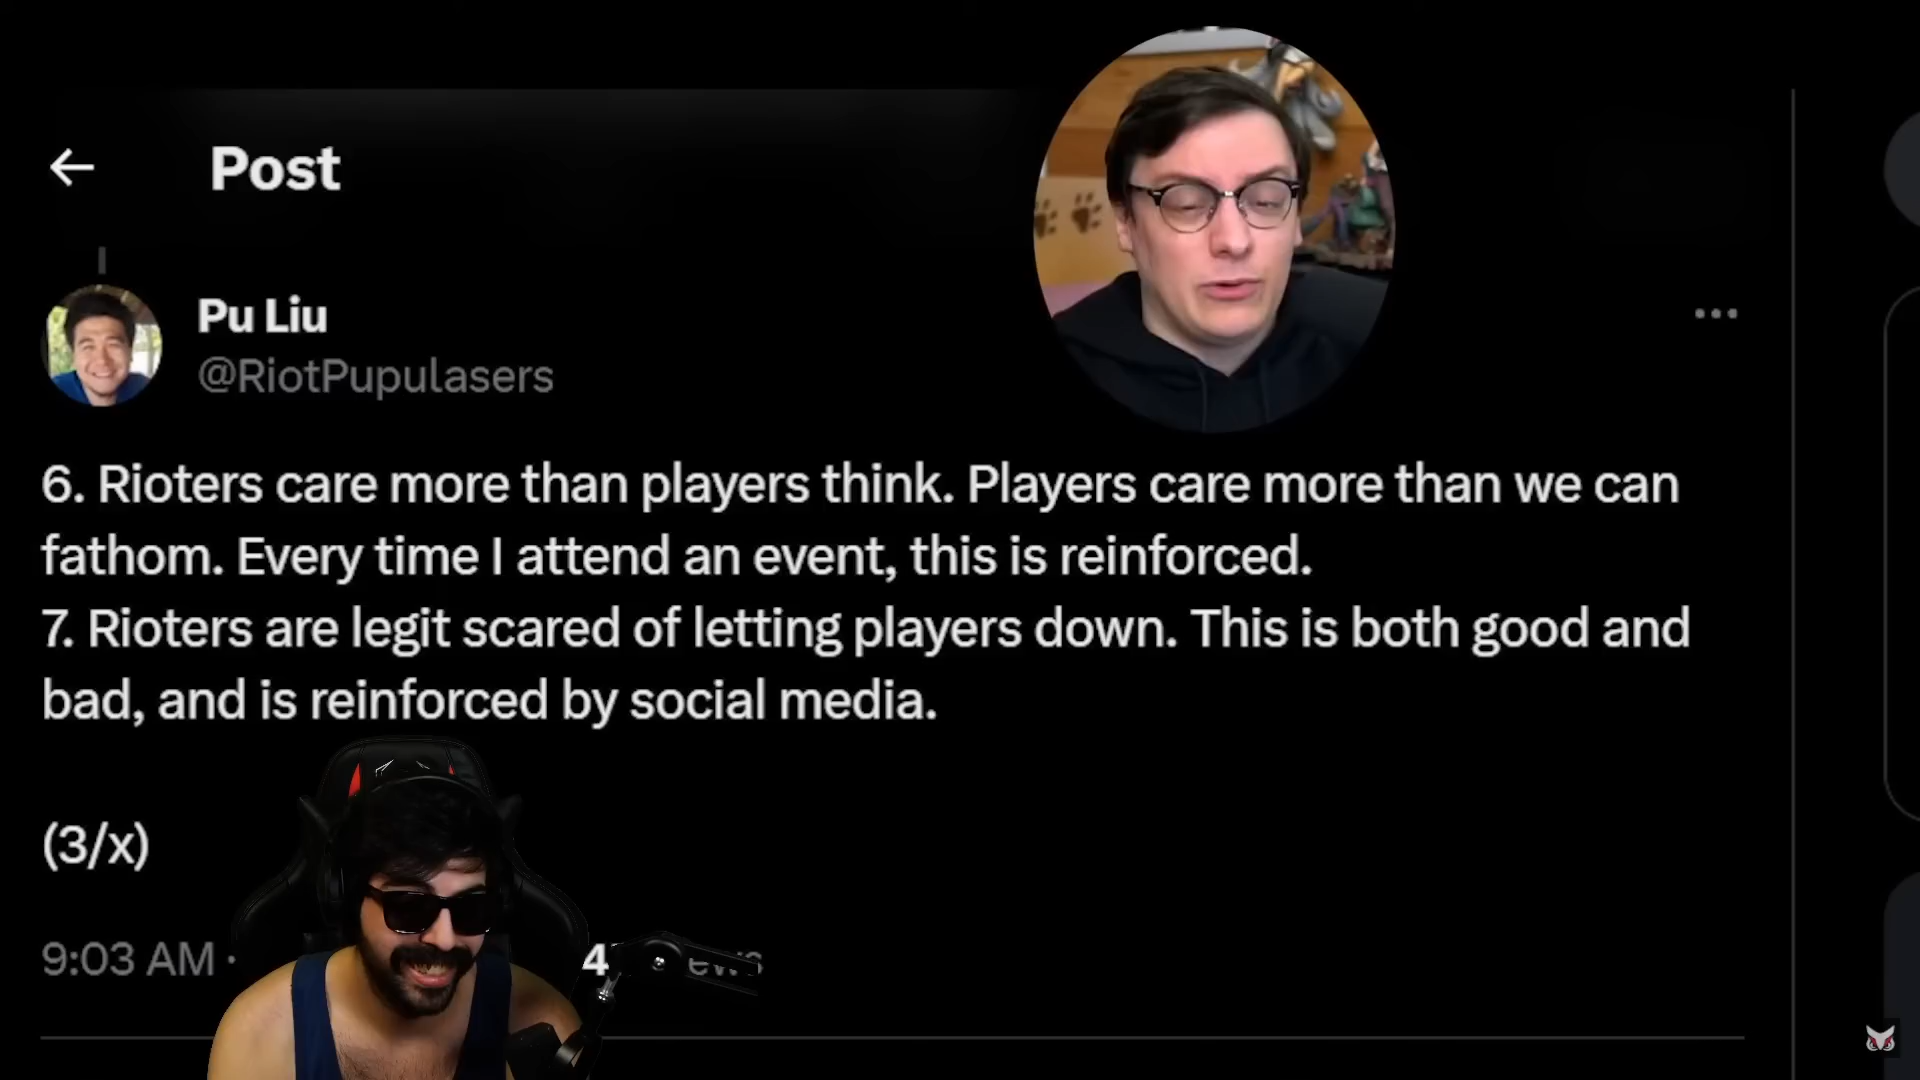 Post
Pu Liu
@RiotPupulasers
6. Rioters care more than players think. Players care more than we can
fathom. Every time I attend an event, this is reinforced.
7. Rioters are legit scared of letting players down. This is both good and
bad, and is reinforced by social media.
(3/x)
9:03 AM ·
4